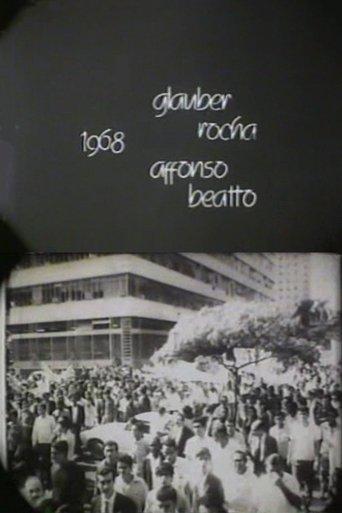 glauber
rocha
1968
affonso
beatto